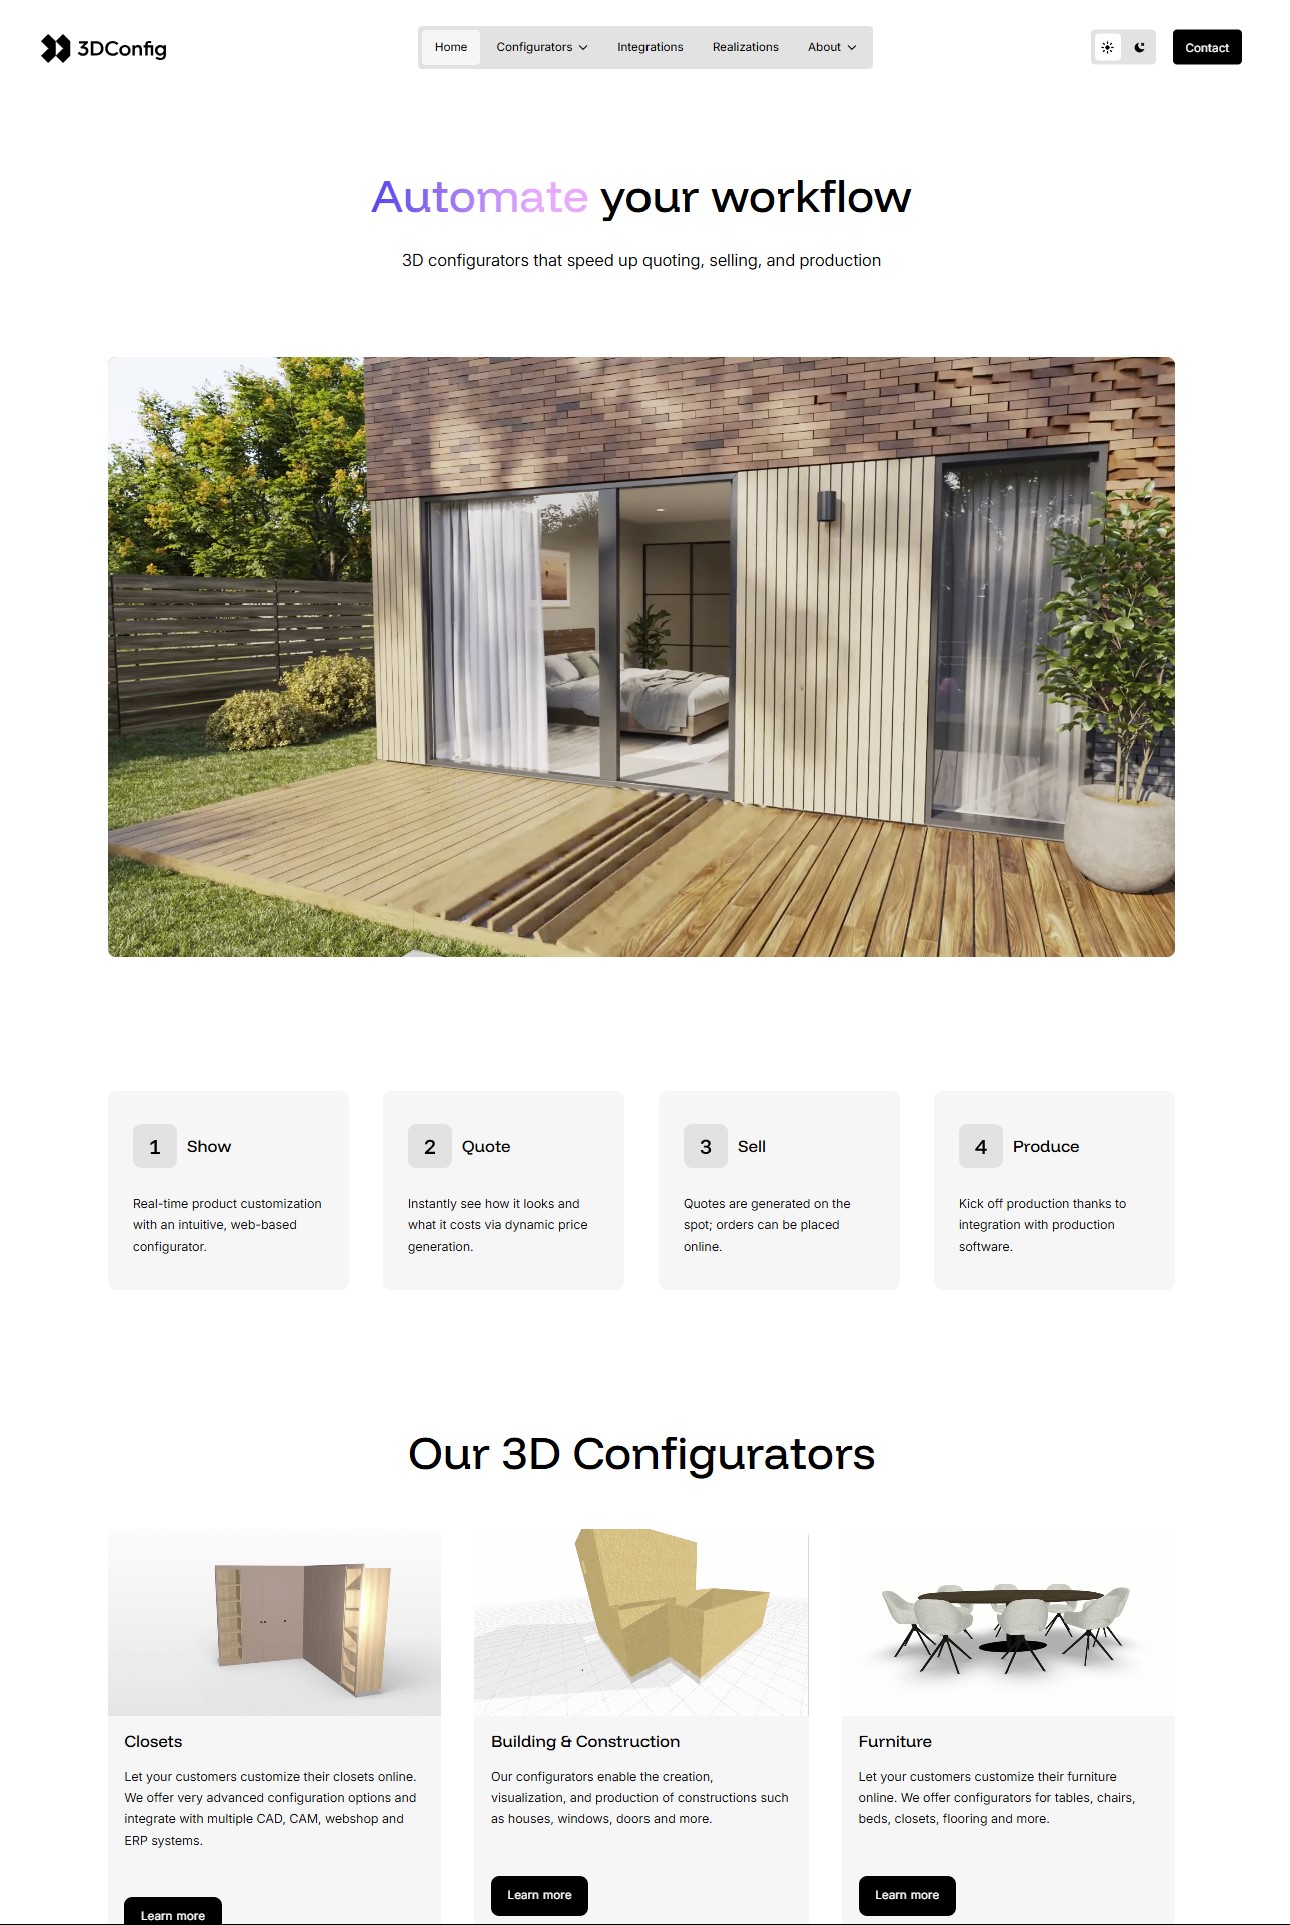 3DConfig
Home
Configurators
Integrations
Realizations
About
Contact
Automate your workflow
3D configurators that speed up quoting, selling, and production
1
Show
Real-time product customization
with an intuitive, web-based
configurator.
2
Quote
Instantly see how it looks and
what it costs via dynamic price
generation.
3
Sell
Quotes are generated on the
spot; orders can be placed
online.
4
Produce
Kick off production thanks to
integration with production
software.
Our 3D Configurators
Closets
Let your customers customize their closets online.
We offer very advanced configuration options and
integrate with multiple CAD, CAM, webshop and
ERP systems.
Learn more
Building & Construction
Our configurators enable the creation,
visualization, and production of constructions such
as houses, windows, doors and more.
Learn more
Furniture
Let your customers customize their furniture
online. We offer configurators for tables, chairs,
beds, closets, flooring and more.
Learn more